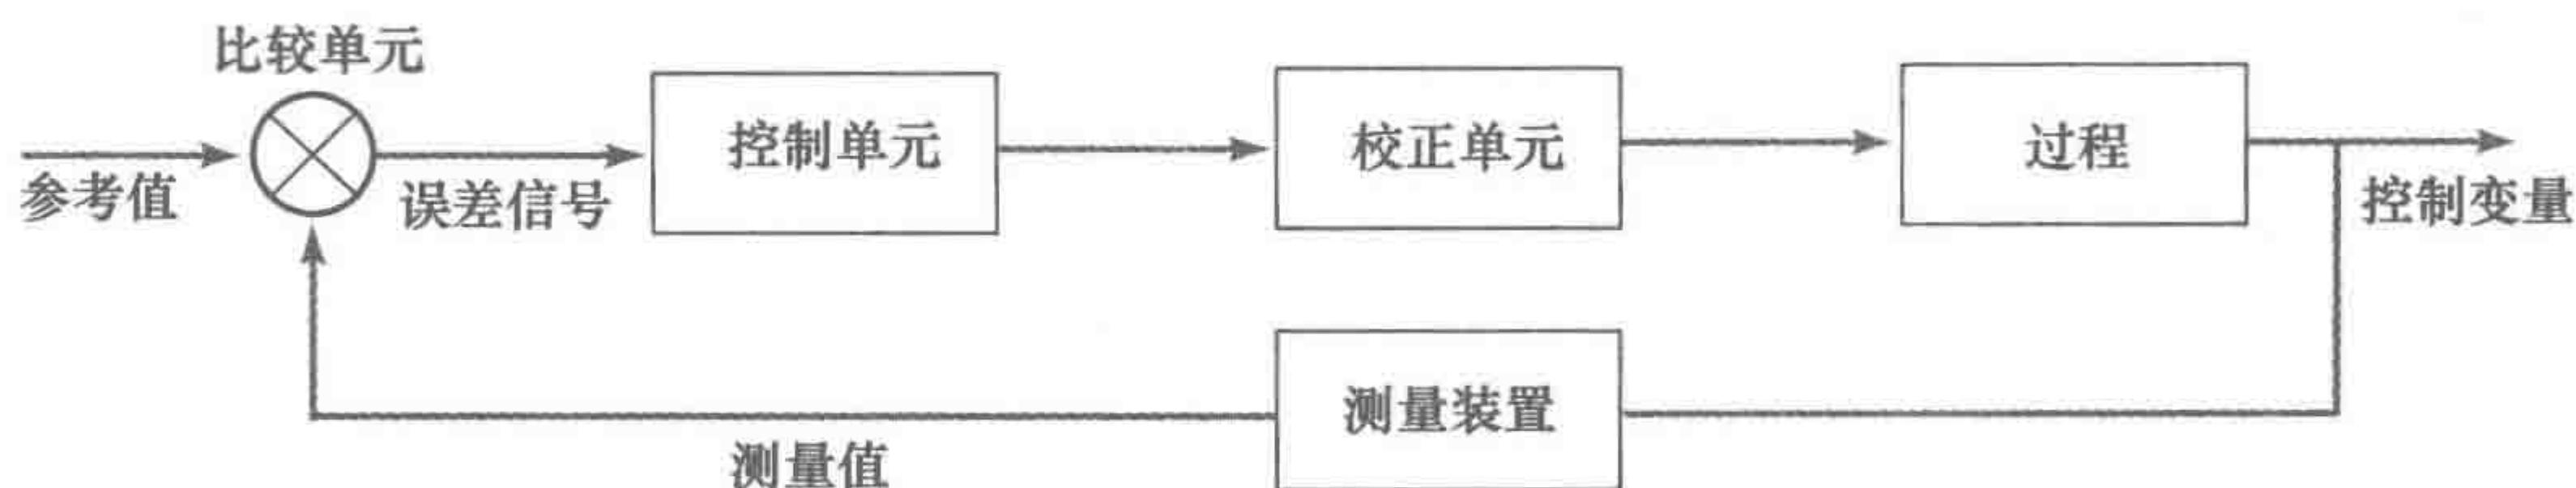 比较单元
参考值
误差信号
控制单元
校正单元
过程
控制变量
测量装置
测量值